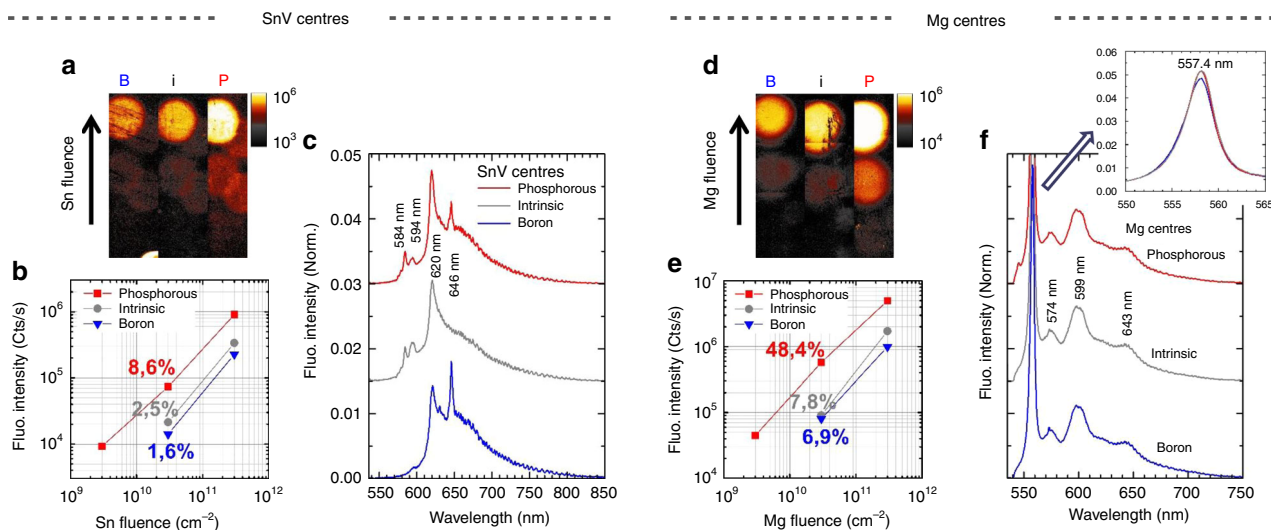 SnV centres
Mg centres
a
B i P
10^6
10^3
Sn fluence
b
Fluo. intensity (Cts/s)
10^6
10^5
10^4
Phosphorous
Intrinsic
Boron
8,6%
2,5%
1,6%
10^9 10^10 10^11 10^12
Sn fluence (cm^−2)
c
Fluo. intensity (Norm.)
0.05
0.04
0.03
0.02
0.01
0.00
SnV centres
Phosphorous
Intrinsic
Boron
584 nm
594 nm
620 nm
646 nm
550 600 650 700 750 800 850
Wavelength (nm)
d
B i P
10^6
10^4
Mg fluence
e
Fluo. intensity (Cts/s)
10^7
10^6
10^5
10^4
Phosphorous
Intrinsic
Boron
48,4%
7,8%
6,9%
10^9 10^10 10^11 10^12
Mg fluence (cm^−2)
f
Fluo. intensity (Norm.)
557.4 nm
0.06
0.05
0.04
0.03
0.02
0.01
0.00
550 555 560 565
Mg centres
Phosphorous
574 nm
599 nm
643 nm
Intrinsic
Boron
550 600 650 700 750
Wavelength (nm)